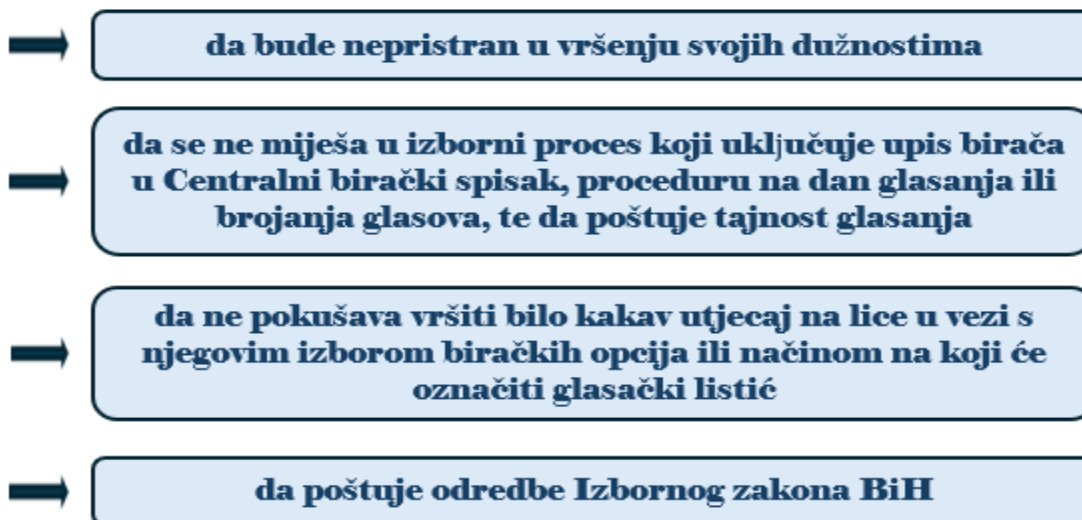 da bude nepristran u vršenju svojih dužnostima
da se ne miješa u izborni proces koji uključuje upis birača
u Centralni birački spisak, proceduru na dan glasanja ili
brojanja glasova, te da poštuje tajnost glasanja
da ne pokušava vršiti bilo kakav utjecaj na lice u vezi s
njegovim izborom biračkih opcija ili načinom na koji će
označiti glasački listić
da poštuje odredbe Izbornog zakona BiH